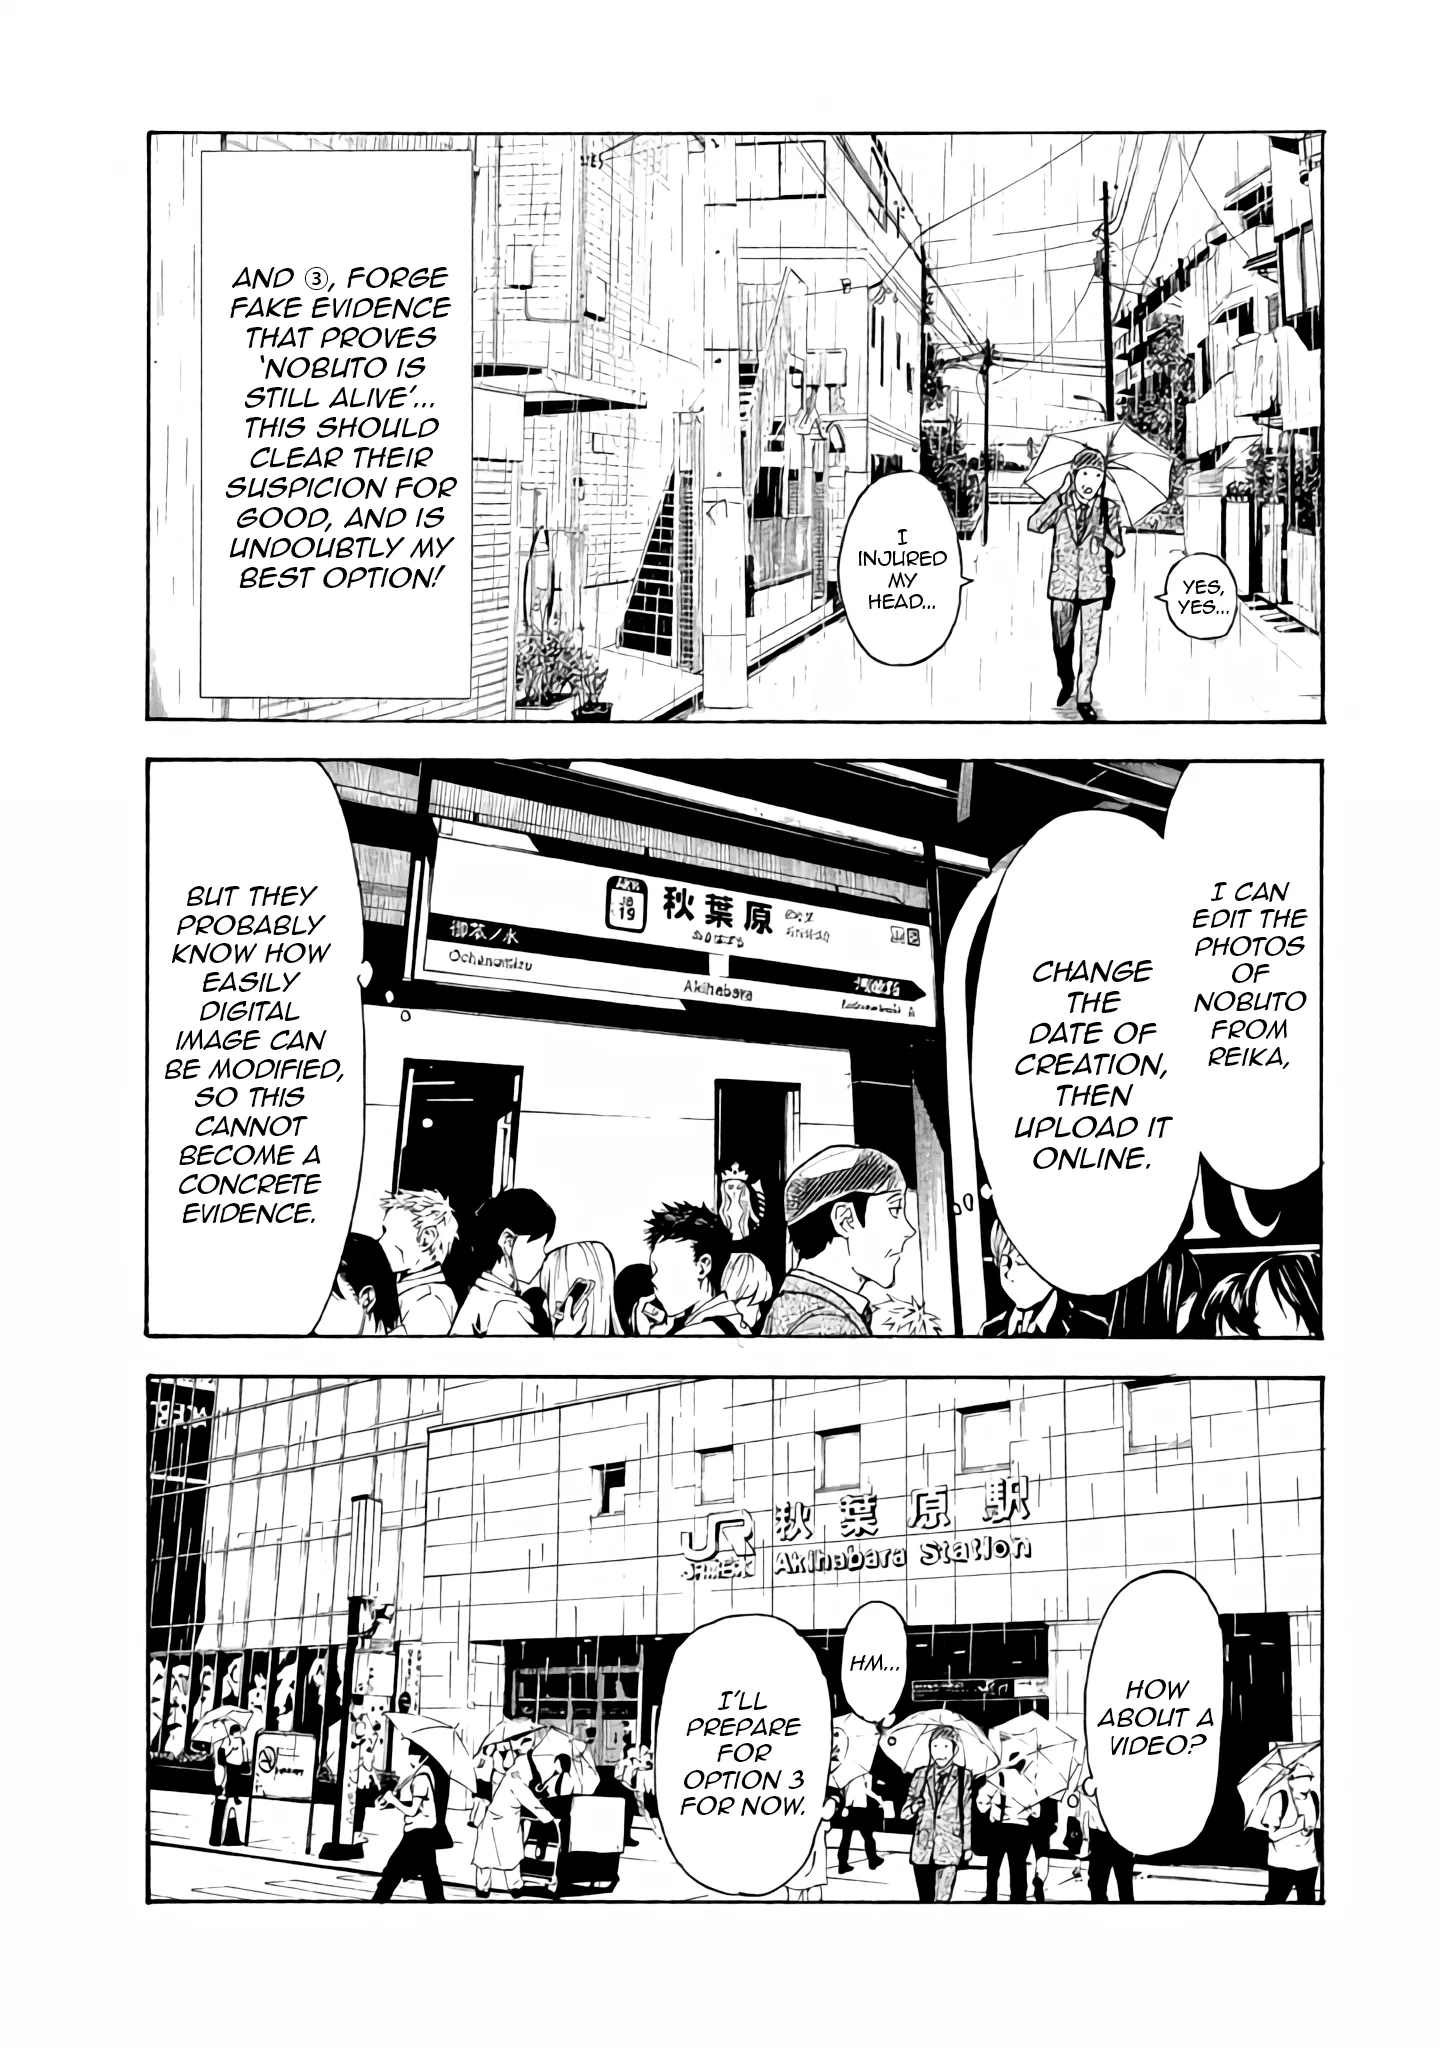 YES,
YES...
I
INJURED
MY
HEAD...
AND ③, FORGE
FAKE EVIDENCE
THAT PROVES
‘NOBUTO IS
STILL ALIVE’...
THIS SHOULD
CLEAR THEIR
SUSPICION FOR
GOOD, AND IS
UNDOUBTLY MY
BEST OPTION!
I CAN
EDIT THE
PHOTOS
OF
NOBUTO
FROM
REIKA,
CHANGE
THE
DATE OF
CREATION,
THEN
UPLOAD IT
ONLINE.
JB
19
秋葉原
御茶ノ水
Ochanomizu
Akihabara
BUT THEY
PROBABLY
KNOW HOW
EASILY
DIGITAL
IMAGE CAN
BE MODIFIED,
SO THIS
CANNOT
BECOME A
CONCRETE
EVIDENCE.
JR 秋葉原駅
Akihabara Station
HOW
ABOUT A
VIDEO?
HM...
I’LL
PREPARE
FOR
OPTION 3
FOR NOW.